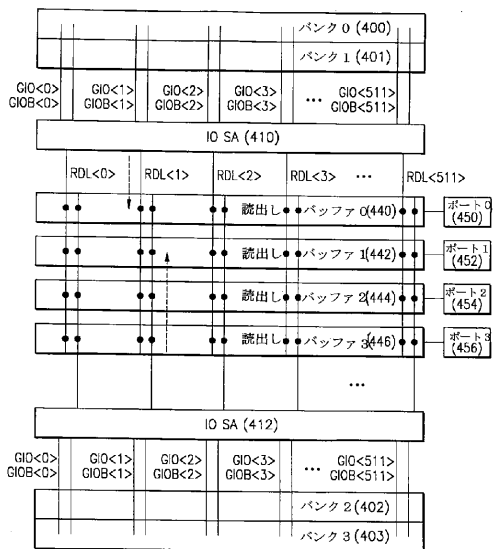 バンク0 (400)
バンク1 (401)
GIO<0> GIO<1> GIO<2> GIO<3> ... GIO<511>
GIOB<0> GIOB<1> GIOB<2> GIOB<3> GIOB<511>
IO SA (410)
RDL<0> RDL<1> RDL<2> RDL<3> ... RDL<511>
読出し バッファ0(440) ポート0
(450)
読出し バッファ1(442) ポート1
(452)
読出し バッファ2(444) ポート2
(454)
読出し バッファ3(446) ポート3
(456)
...
IO SA (412)
GIO<0> GIO<1> GIO<2> GIO<3> ... GIO<511>
GIOB<0> GIOB<1> GIOB<2> GIOB<3> GIOB<511>
バンク2 (402)
バンク3 (403)